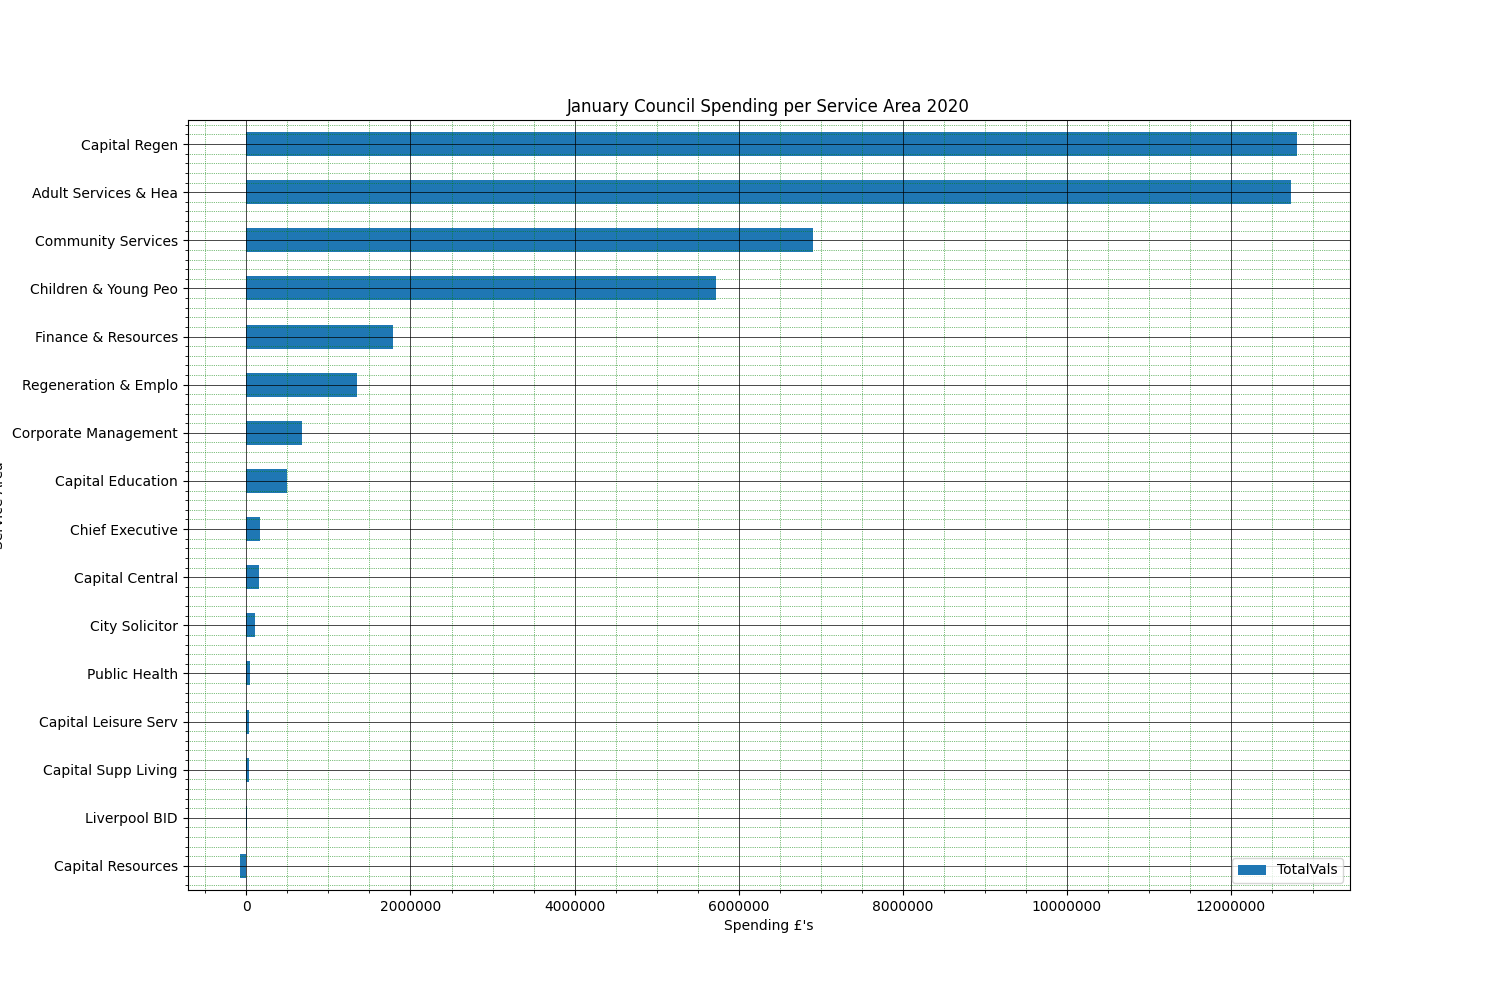 January Council Spending per Service Area 2020
Capital Regen
Adult Services & Hea
Community Services
Children & Young Peo
Finance & Resources
Regeneration & Emplo
Corporate Management
Capital Education
Chief Executive
Capital Central
City Solicitor
Public Health
Capital Leisure Serv
Capital Supp Living
Liverpool BID
Capital Resources
TotalVals
0 2000000 4000000 6000000 8000000 10000000 12000000
Spending £'s